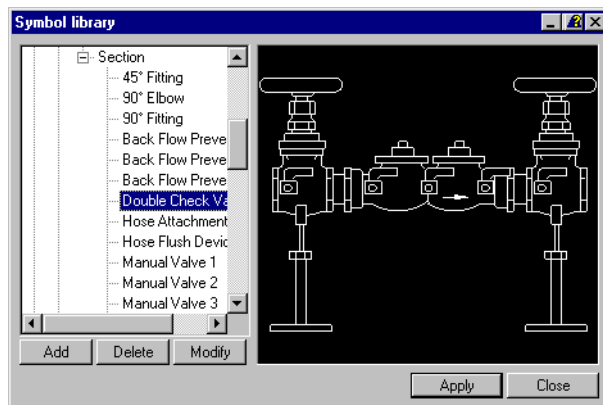 Symbol library
Section
45° Fitting
90° Elbow
90° Fitting
Back Flow Preve
Back Flow Preve
Back Flow Preve
Double Check Va
Hose Attachment
Hose Flush Devic
Manual Valve 1
Manual Valve 2
Manual Valve 3
Add Delete Modify
Apply Close